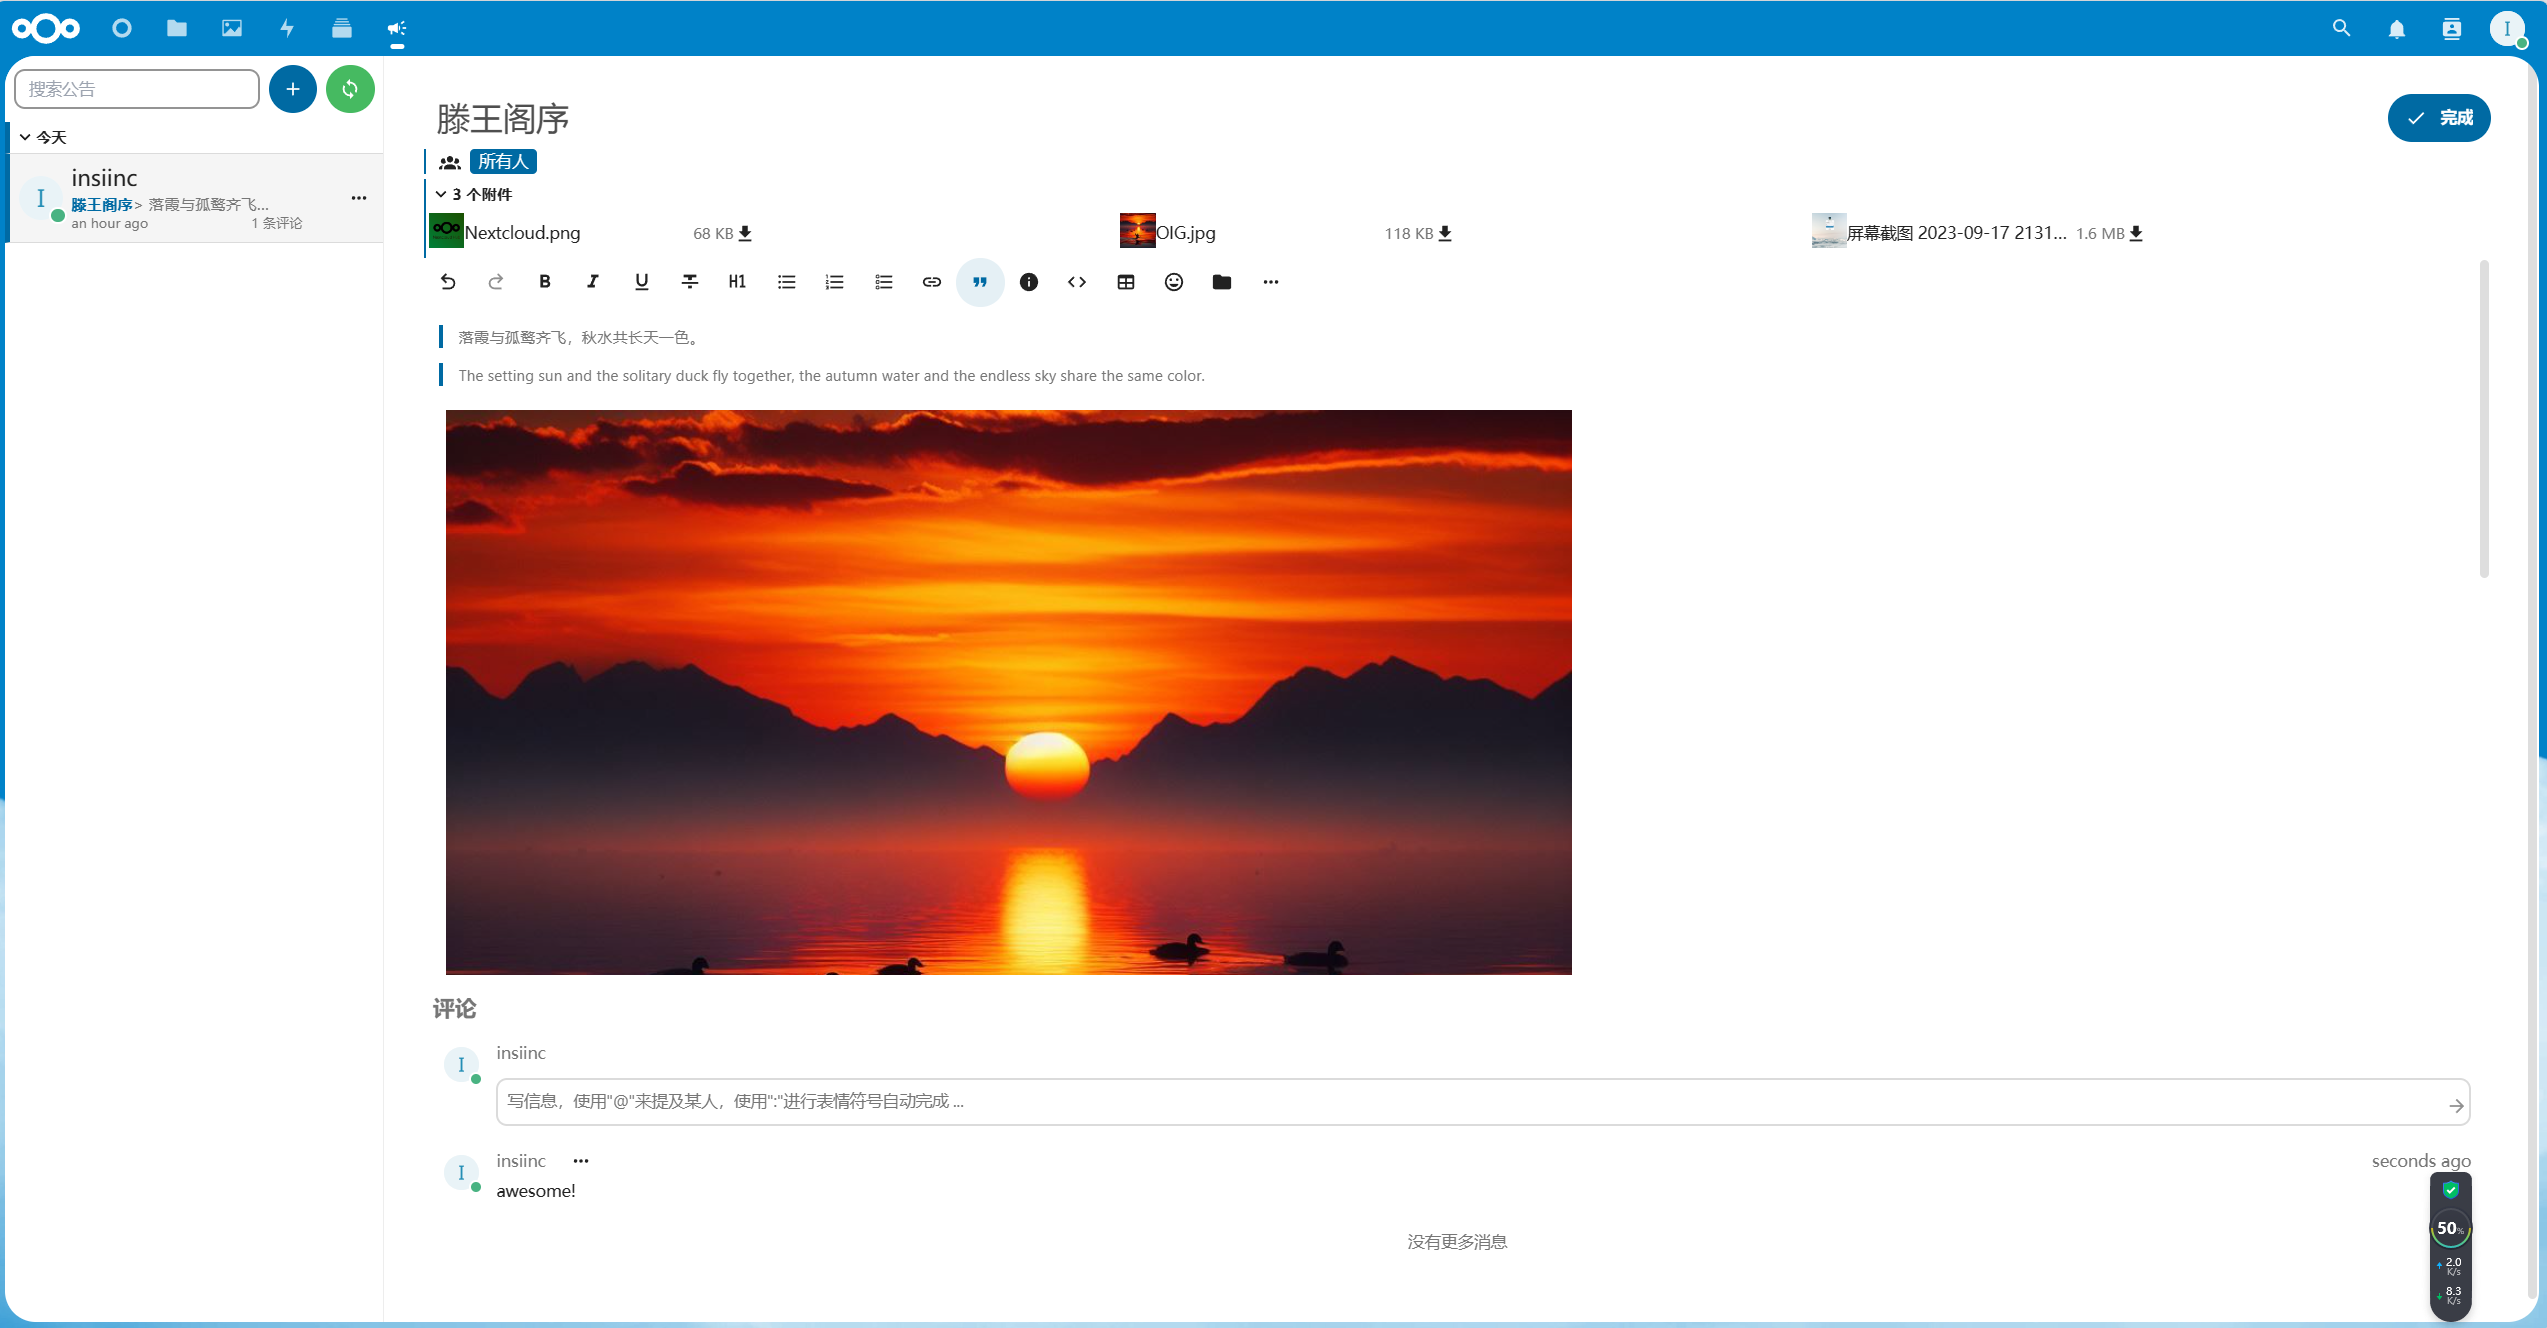 I
搜索公告
今天
I
insiinc
滕王阁序> 落霞与孤鹜齐飞...
an hour ago 1 条评论
滕王阁序
完成
所有人
3 个附件
Nextcloud.png 68 KB
OIG.jpg 118 KB
屏幕截图 2023-09-17 2131... 1.6 MB
B I U H1
落霞与孤鹜齐飞，秋水共长天一色。
The setting sun and the solitary duck fly together, the autumn water and the endless sky share the same color.
评论
I
insiinc
写信息，使用"@"来提及某人，使用":"进行表情符号自动完成 ...
I
insiinc
seconds ago
awesome!
没有更多消息
50%
2.0
K/s
8.3
K/s